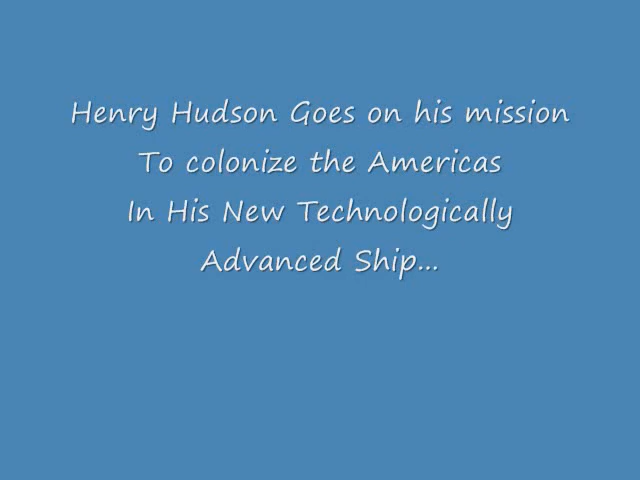 Henry Hudson Goes on his mission
To colonize the Americas
In His New Technologically
Advanced Ship...